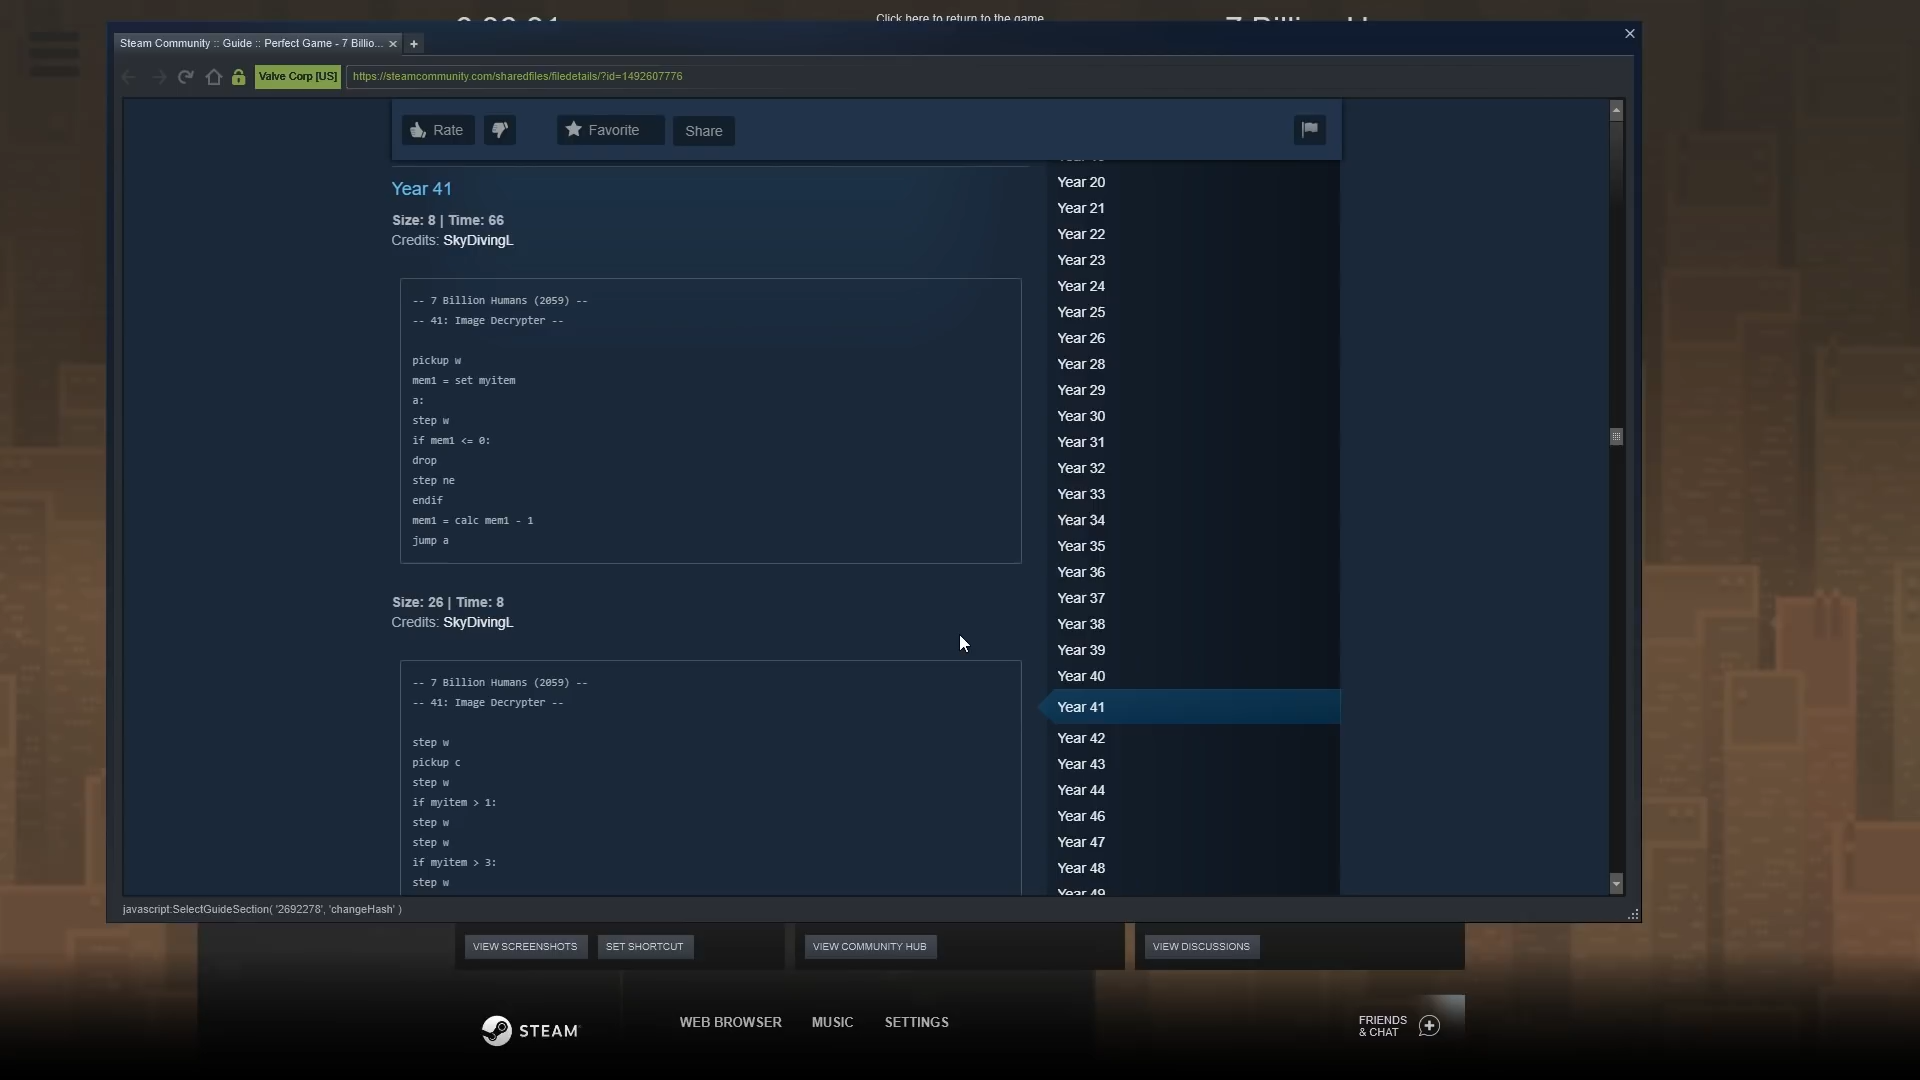 Click here to return to the game
Steam Community :: Guide :: Perfect Game - 7 Billio...
Valve Corp [US]
https://steamcommunity.com/sharedfiles/filedetails/?id=1492607776
Rate
Favorite
Share
Year 41
Size: 8 | Time: 66
Credits: SkyDivingL
-- 7 Billion Humans (2059) --
-- 41: Image Decrypter --
pickup w
mem1 = set myitem
a:
step w
if mem1 <= 0:
drop
step ne
endif
mem1 = calc mem1 - 1
jump a
Size: 26 | Time: 8
Credits: SkyDivingL
-- 7 Billion Humans (2059) --
-- 41: Image Decrypter --
step w
pickup c
step w
if myitem > 1:
step w
step w
if myitem > 3:
step w
Year 20
Year 21
Year 22
Year 23
Year 24
Year 25
Year 26
Year 28
Year 29
Year 30
Year 31
Year 32
Year 33
Year 34
Year 35
Year 36
Year 37
Year 38
Year 39
Year 40
Year 41
Year 42
Year 43
Year 44
Year 46
Year 47
Year 48
Year 49
javascript:SelectGuideSection( '2692278', 'changeHash' )
VIEW SCREENSHOTS
SET SHORTCUT
VIEW COMMUNITY HUB
VIEW DISCUSSIONS
STEAM
WEB BROWSER
MUSIC
SETTINGS
FRIENDS
& CHAT